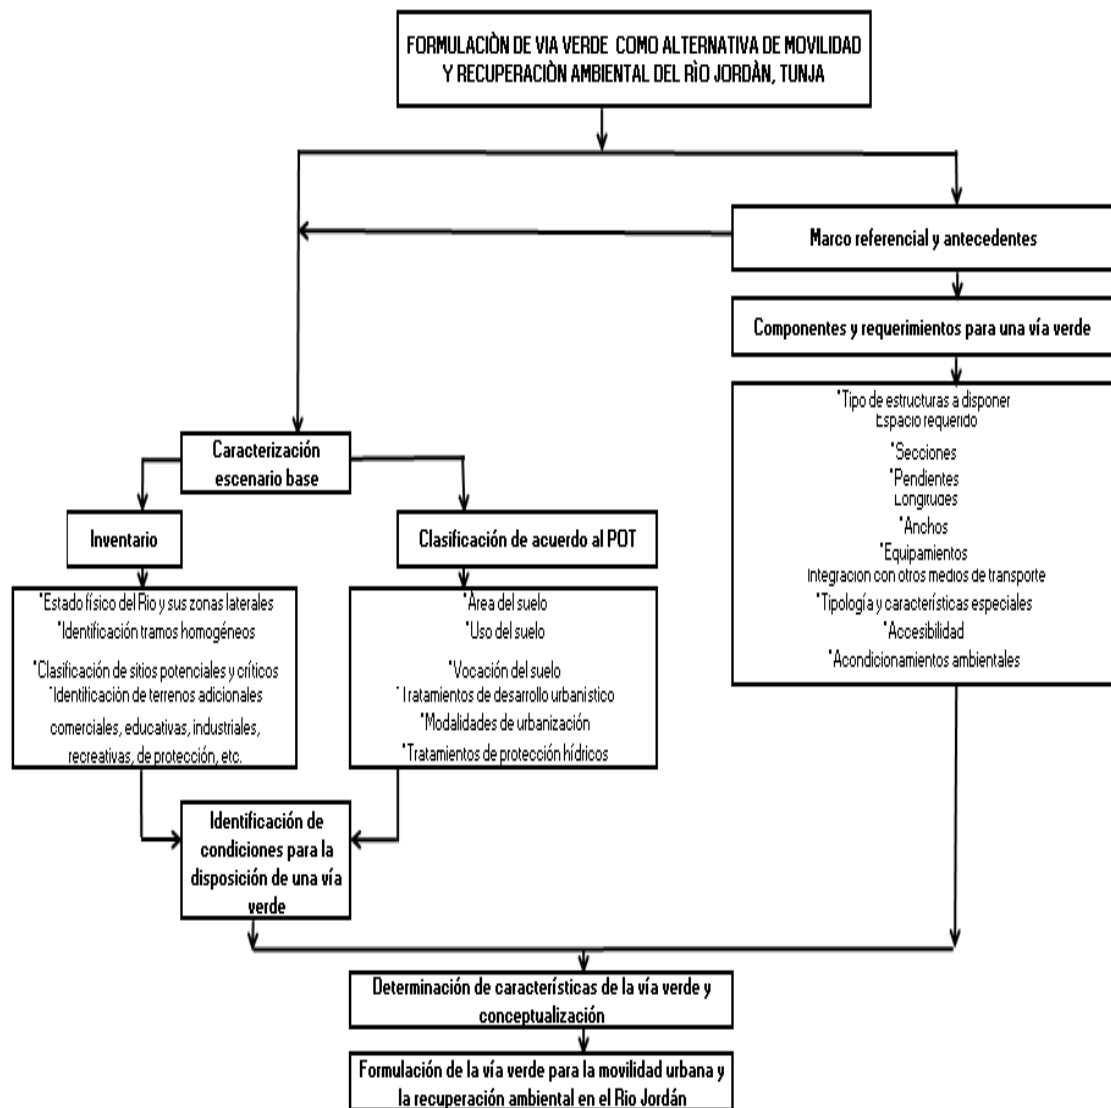 FORMULACIÒN DE VIA VERDE COMO ALTERNATIVA DE MOVILIDAD
Y RECUPERACIÒN AMBIENTAL DEL RÌO JORDÀN, TUNJA
Marco referencial y antecedentes
Componentes y requerimientos para una vía verde
*Tipo de estructuras a disponer
Espacio requerido
*Secciones
*Pendientes
Longitudes
*Anchos
*Equipamientos
Integración con otros medios de transporte
*Tipología y características especiales
*Accesibilidad
*Acondicionamientos ambientales
Caracterización
escenario base
Inventario
*Estado físico del Rio y sus zonas laterales
*Identificación tramos homogéneos
*Clasificación de sitios potenciales y críticos
*Identificación de terrenos adicionales
comerciales, educativas, industriales,
recreativas, de protección, etc.
Clasificación de acuerdo al POT
*Área del suelo
*Uso del suelo
*Vocación del suelo
*Tratamientos de desarrollo urbanístico
*Modalidades de urbanización
*Tratamientos de protección hídricos
Identificación de
condiciones para la
disposición de una vía
verde
Determinación de características de la vía verde y
conceptualización
Formulación de la vía verde para la movilidad urbana y
la recuperación ambiental en el Rio Jordán